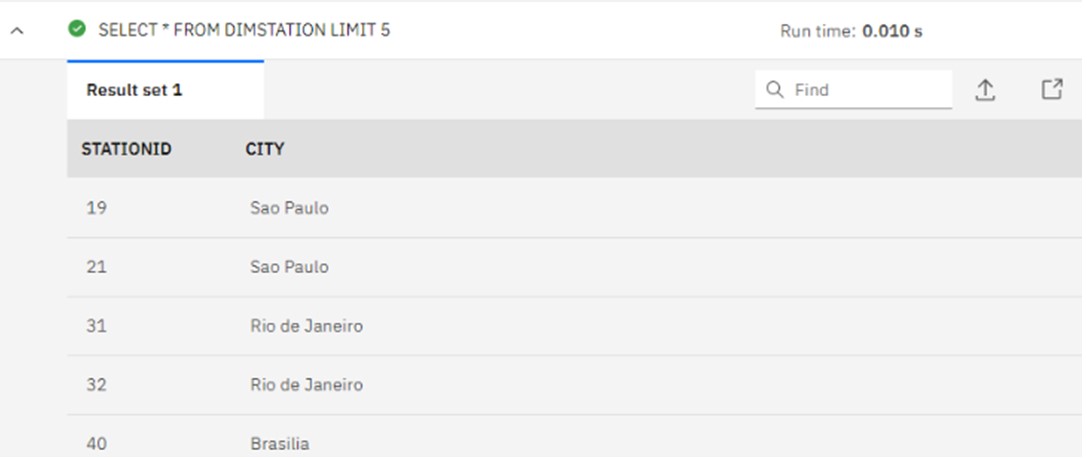 SELECT * FROM DIMSTATION LIMIT 5 Run time: 0.010 s
Result set 1 Find
STATIONID CITY
19 Sao Paulo
21 Sao Paulo
31 Rio de Janeiro
32 Rio de Janeiro
40 Brasilia